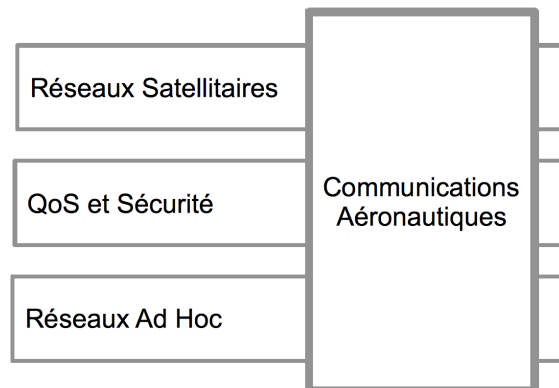 Réseaux Satellitaires
QoS et Sécurité
Communications
Aéronautiques
Réseaux Ad Hoc